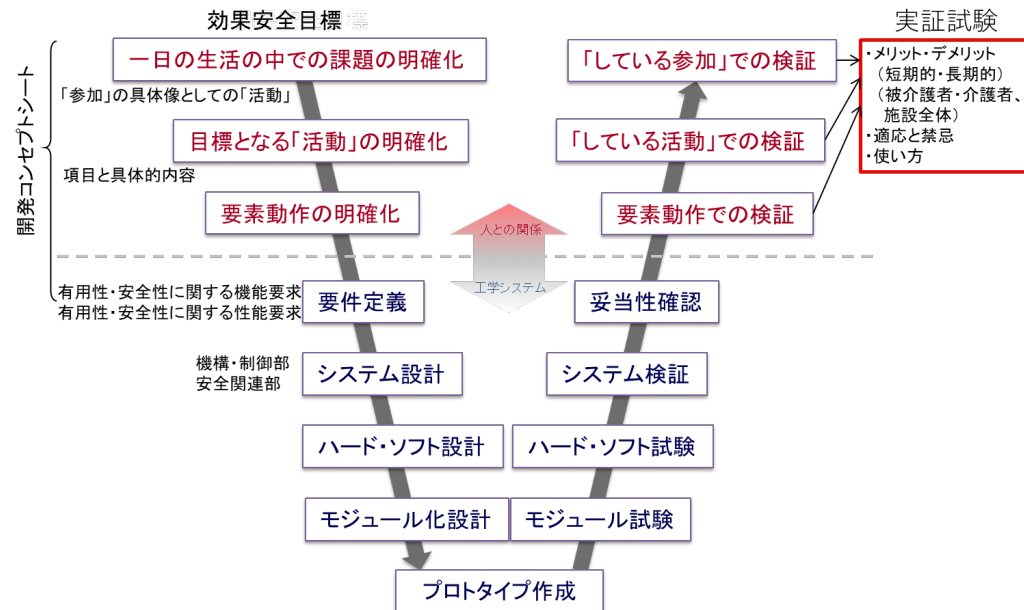 効果安全目標
実証試験
開発コンセプトシート
一日の生活の中での課題の明確化
「参加」の具体像としての「活動」
目標となる「活動」の明確化
項目と具体的内容
要素動作の明確化
「している参加」での検証
「している活動」での検証
要素動作での検証
・メリット・デメリット
（短期的・長期的）
（被介護者・介護者、
施設全体）
・適応と禁忌
・使い方
人との関係
工学システム
有用性・安全性に関する機能要求
有用性・安全性に関する性能要求
要件定義
妥当性確認
機構・制御部
安全関連部
システム設計
システム検証
ハード・ソフト設計
ハード・ソフト試験
モジュール化設計
モジュール試験
プロトタイプ作成